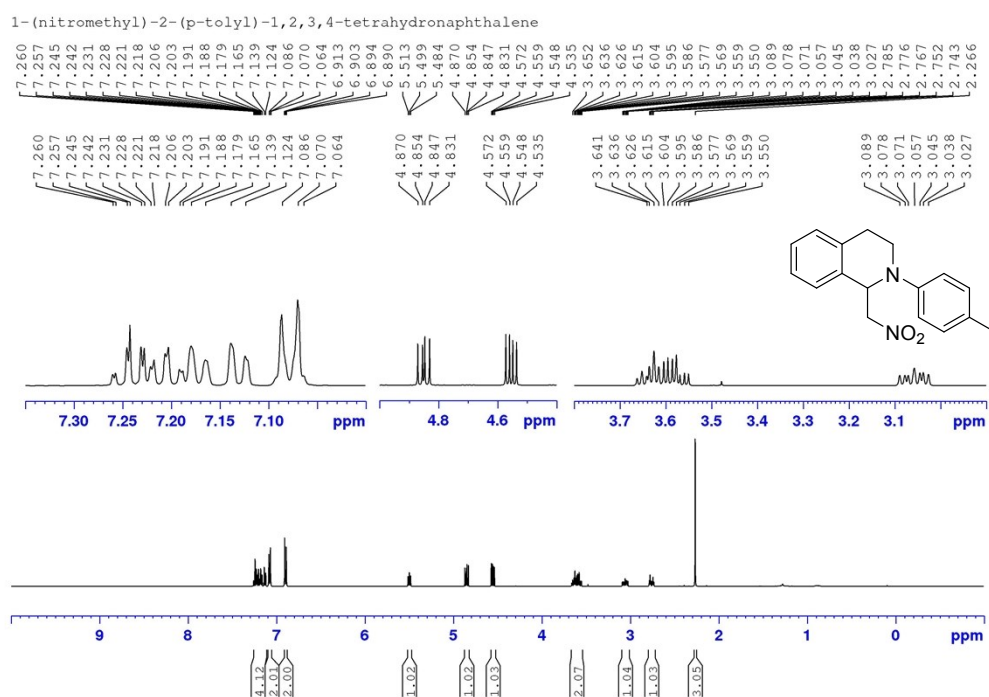 1-(nitromethyl)-2-(p-tolyl)-1,2,3,4-tetrahydronaphthalene
7.260 7.257 7.245 7.242 7.231 7.228 7.221 7.218 7.206 7.203 7.191 7.188 7.179 7.165 7.139 7.124 7.086 7.070 7.064 6.913 6.903 6.894 6.890 5.513 5.499 5.484 4.870 4.854 4.847 4.831 4.572 4.559 4.548 4.535 3.652 3.636 3.626 3.615 3.604 3.595 3.586 3.577 3.569 3.559 3.550 3.089 3.078 3.071 3.057 3.045 3.038 3.027 2.785 2.776 2.767 2.752 2.743 2.266
7.260 7.257 7.245 7.242 7.231 7.228 7.221 7.218 7.206 7.203 7.191 7.188 7.179 7.165 7.139 7.124 7.086 7.070 7.064 4.870 4.854 4.847 4.831 4.572 4.559 4.548 4.535 3.641 3.636 3.626 3.615 3.604 3.595 3.586 3.577 3.569 3.559 3.550 3.089 3.078 3.071 3.057 3.045 3.038 3.027
N
NO2
7.30 7.25 7.20 7.15 7.10 ppm 4.8 4.6 ppm 3.7 3.6 3.5 3.4 3.3 3.2 3.1 ppm
9 8 7 6 5 4 3 2 1 0 ppm
4.12 2.01 2.00 1.02 1.02 1.03 2.07 1.04 1.03 3.05